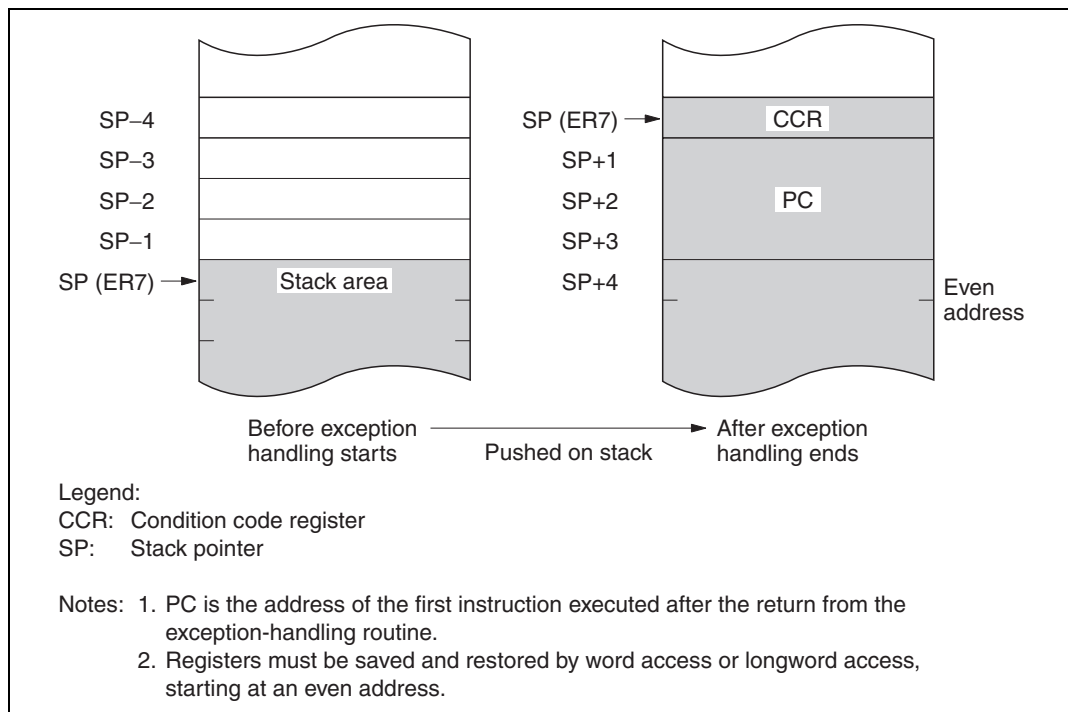 SP–4
SP–3
SP–2
SP–1
SP (ER7)
Stack area
SP (ER7)
SP+1
SP+2
SP+3
SP+4
CCR
PC
Even
address
Before exception
handling starts
Pushed on stack
After exception
handling ends
Legend:
CCR: Condition code register
SP: Stack pointer
Notes: 1. PC is the address of the first instruction executed after the return from the
exception-handling routine.
2. Registers must be saved and restored by word access or longword access,
starting at an even address.